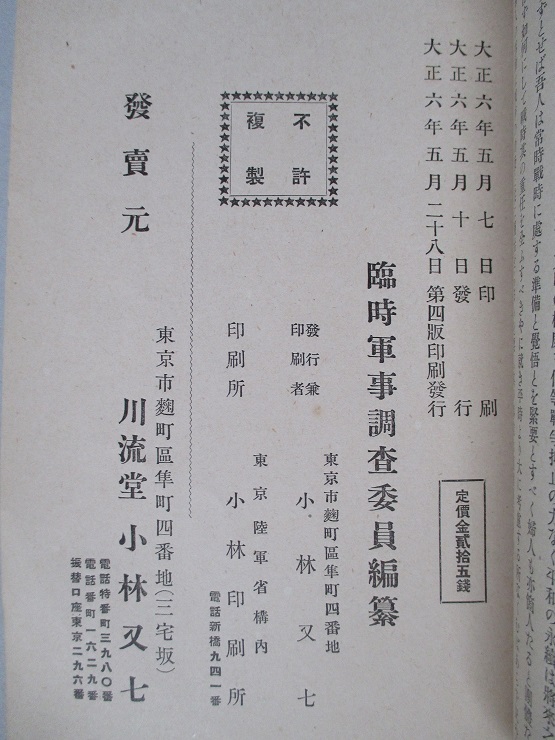 大正六年五月七日印刷
大正六年五月十日發行
大正六年五月二十八日第四版印刷發行
定價金貳拾五錢
臨時軍事調查委員編纂
不許
複製
發行兼
印刷者
東京市麴町區隼町四番地
小林又七
印刷所
東京陸軍省構內
小林印刷所
電話新橋九四一番
發賣元
東京市麴町區隼町四番地(三宅坂)
川流堂 小林又七
電話特番町三九八〇番
電話番町一六二九番
振替口座東京二九六番